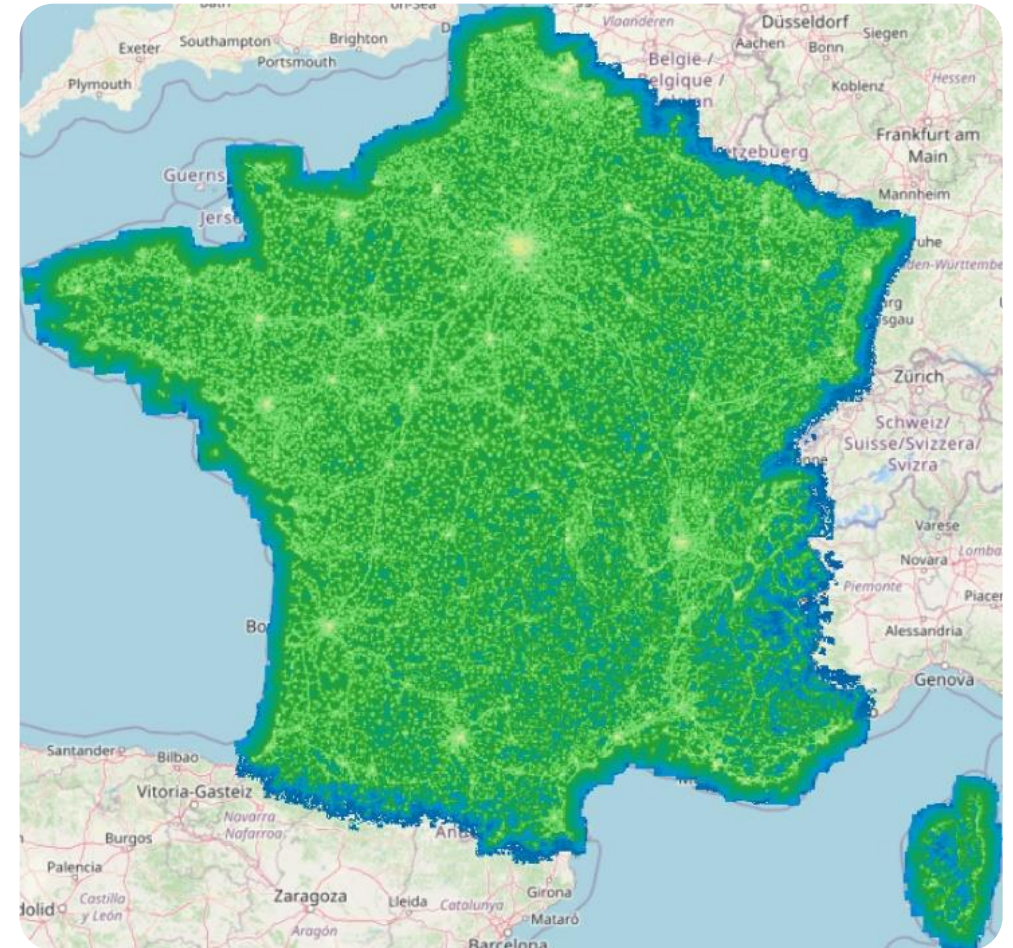 Düsseldorf
Vlaanderen
Siegen
Exeter
Southampton
Brighton
Aachen
Bonn
Portsmouth
België /
Belgique /
Hessen
Plymouth
Koblenz
Frankfurt am
Main
Mannheim
Zürich
Schweiz/
Suisse/Svizzera/
Svizra
Varese
Novara
Piemonte
Alessandria
Genova
Santander
Bilbao
Vitoria-Gasteiz
Navarra
Nafarroa
Burgos
Palencia
Castilla
y León
Zaragoza
Lleida
Catalunya
Aragón
Girona
Mataró
Barcelona